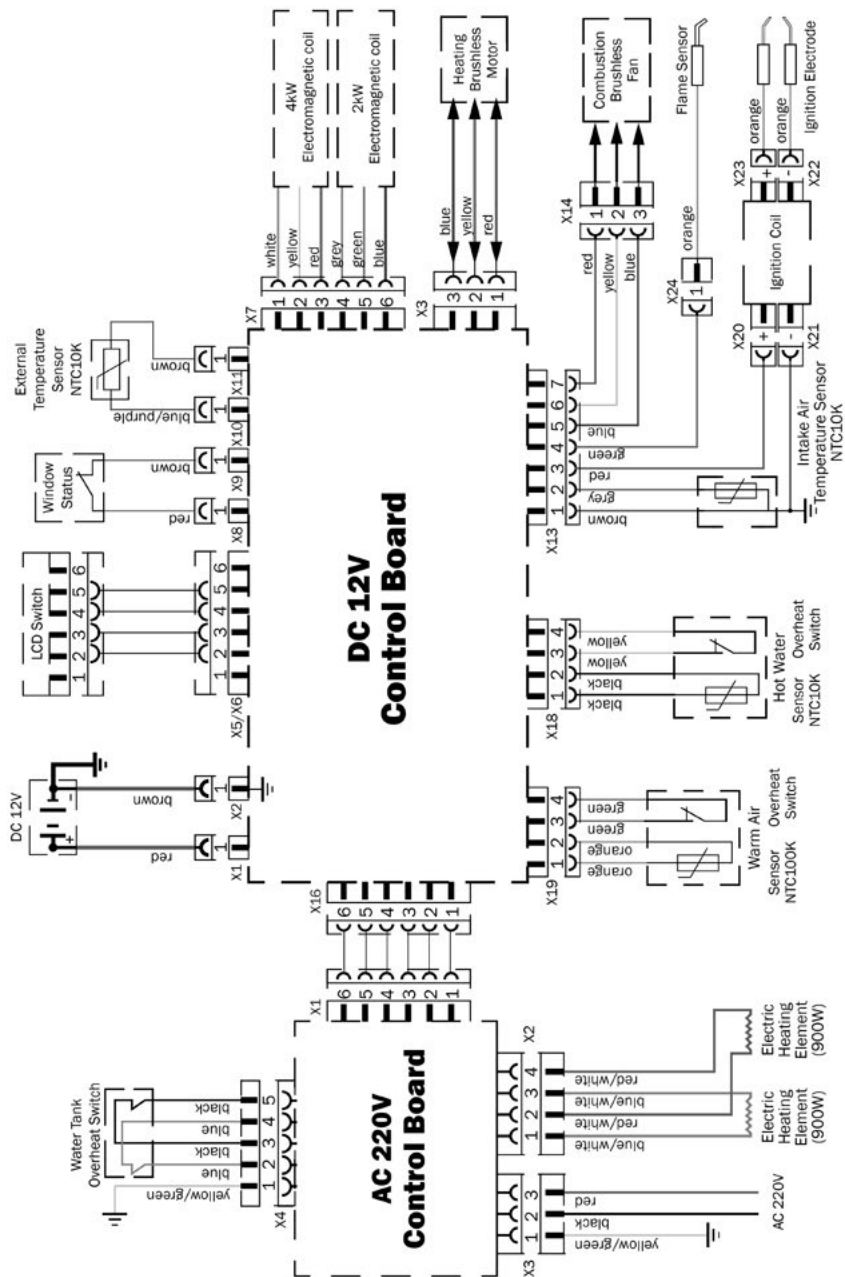 4kW
Electromagnetic coil
2kW
Electromagnetic coil
Heating
Brushless
Motor
Combustion
Brushless
Fan
Flame Sensor
Ignition Electrode
orange
orange
X23
X22
+
-
Ignition Coil
X20
X21
+
-
orange
X24
1
X14
1
2
3
red
yellow
blue
blue
yellow
red
X3
3
2
1
white
yellow
red
grey
green
blue
X7
1
2
3
4
5
6
External
Temperature
Sensor
NTC10K
brown
blue/purple
1
X11
1
X10
Window
Status
brown
red
1
X9
1
X8
LCD Switch
1
2
3
4
5
6
1
2
3
4
5
6
X5/X6
DC 12V
+
-
brown
red
1
X2
1
X1
DC 12V
Control Board
7
6
5
4
3
2
1
X13
blue
green
red
grey
brown
Intake Air
Temperature Sensor
NTC10K
4
3
2
1
X18
yellow
yellow
black
black
Hot Water
Sensor
NTC10K
Overheat
Switch
4
3
2
1
X19
green
green
orange
orange
Warm Air
Sensor
NTC100K
Overheat
Switch
X16
6
5
4
3
2
1
X1
6
5
4
3
2
1
AC 220V
Control Board
Water Tank
Overheat Switch
black
blue
black
blue
yellow/green
5
4
3
2
1
X4
X2
4
3
2
1
red/white
blue/white
red/white
blue/white
Electric
Heating
Element
(900W)
Electric
Heating
Element
(900W)
3
2
1
X3
red
black
yellow/green
AC 220V